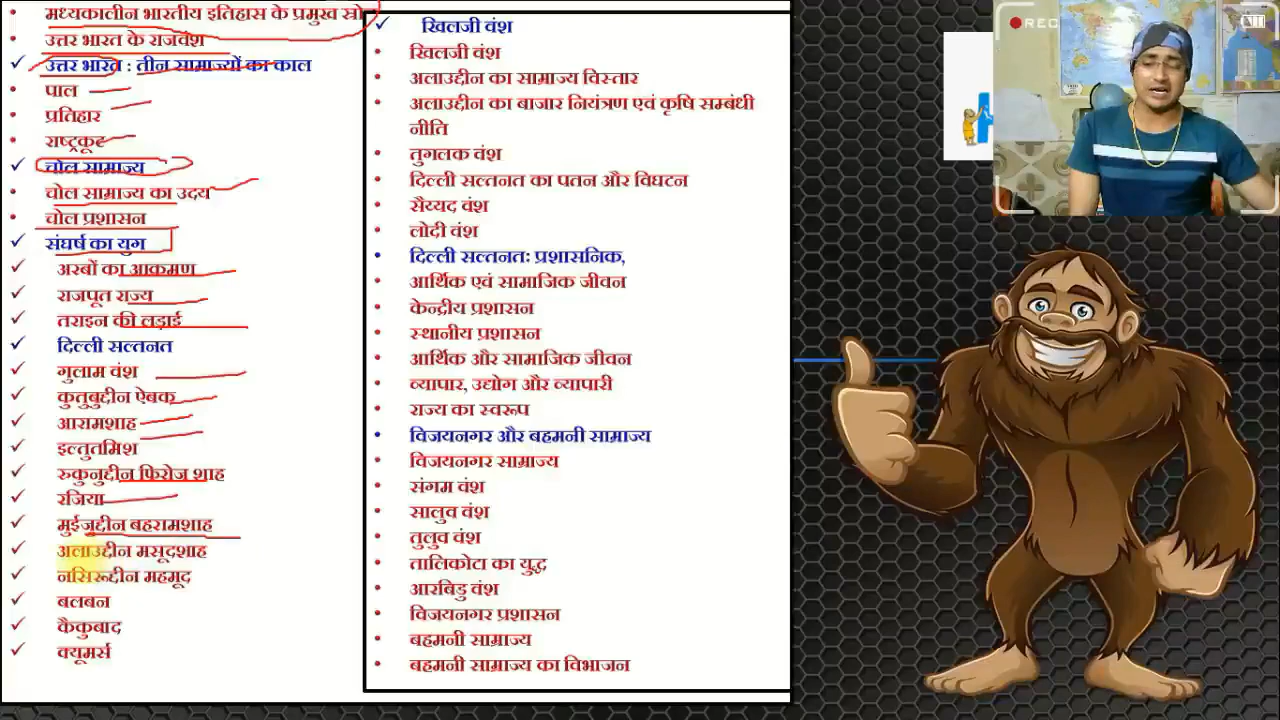 मध्यकालीन भारतीय इतिहास के प्रमुख स्रो
उत्तर भारत के राजवंश
उत्तर भारत : तीन साम्राज्यों का काल
पाल
प्रतिहार
राष्ट्रकूट
चोल साम्राज्य
चोल साम्राज्य का उदय
चोल प्रशासन
संघर्ष का युग
अरबों का आक्रमण
राजपूत राज्य
तराइन की लड़ाई
दिल्ली सल्तनत
गुलाम वंश
कुतुबुद्दीन ऐबक
आरामशाह
इल्तुतमिश
रुकुनुद्दीन फिरोज शाह
रजिया
मुईजुद्दीन बहरामशाह
अलाउद्दीन मसूदशाह
नसिरूद्दीन महमूद
बलबन
कैकुबाद
क्यूमर्स
खिलजी वंश
खिलजी वंश
अलाउद्दीन का साम्राज्य विस्तार
अलाउद्दीन का बाजार नियंत्रण एवं कृषि सम्बंधी
नीति
तुगलक वंश
दिल्ली सल्तनत का पतन और विघटन
सैय्यद वंश
लोदी वंश
दिल्ली सल्तनतः प्रशासनिक,
आर्थिक एवं सामाजिक जीवन
केन्द्रीय प्रशासन
स्थानीय प्रशासन
आर्थिक और सामाजिक जीवन
व्यापार, उद्योग और व्यापारी
राज्य का स्वरूप
विजयनगर और बहमनी साम्राज्य
विजयनगर साम्राज्य
संगम वंश
सालुव वंश
तुलुव वंश
तालिकोटा का युद्ध
आरबिडु वंश
विजयनगर प्रशासन
बहमनी साम्राज्य
बहमनी साम्राज्य का विभाजन
REC